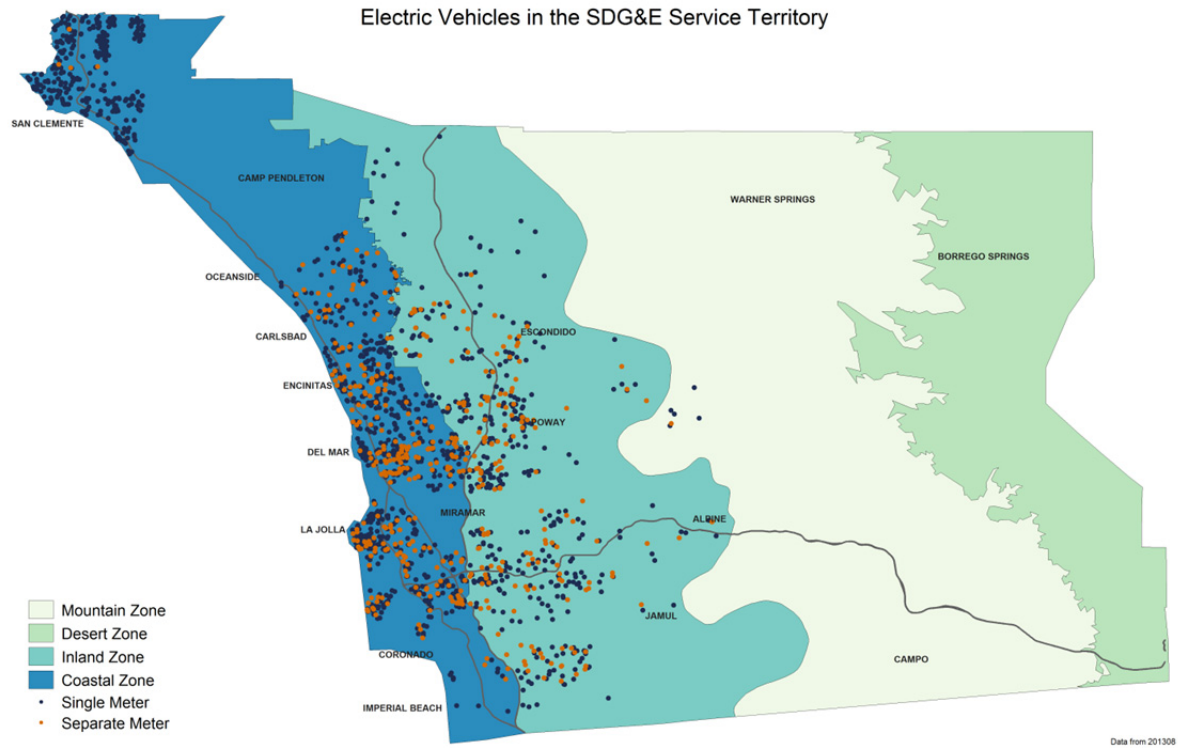 Electric Vehicles in the SDG&E Service Territory
SAN CLEMENTE
CAMP PENDLETON
WARNER SPRINGS
BORREGO SPRINGS
OCEANSIDE
CARLSBAD
ESCONDIDO
ENCINITAS
POWAY
DEL MAR
MIRAMAR
ALPINE
LA JOLLA
JAMUL
CORONADO
CAMPO
IMPERIAL BEACH
Mountain Zone
Desert Zone
Inland Zone
Coastal Zone
Single Meter
Separate Meter
Data from 201308